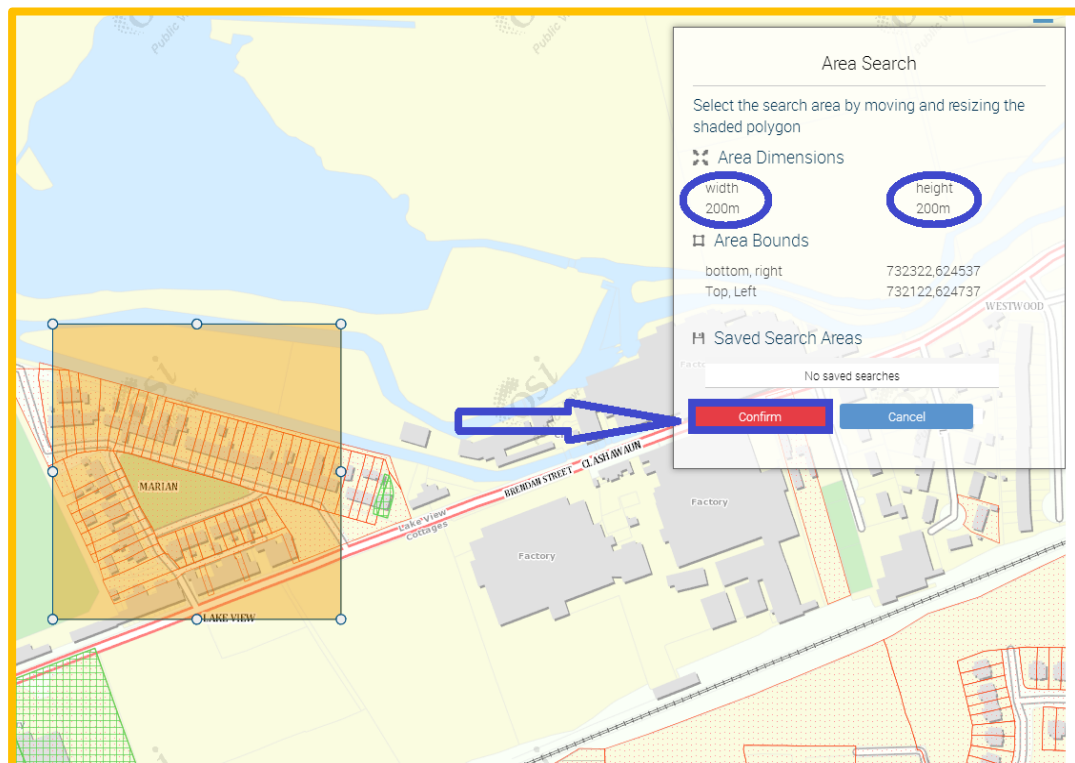 Area Search
Select the search area by moving and resizing the
shaded polygon
Area Dimensions
width height
200m 200m
Area Bounds
bottom, right 732322,624537
Top, Left 732122,624737
Saved Search Areas
No saved searches
Confirm Cancel
WESTWOOD
MARIAN
BRENDAN STREET CLASHAWAUN
Lake View
Cottages
Factory
Factory
LAKE VIEW
osi